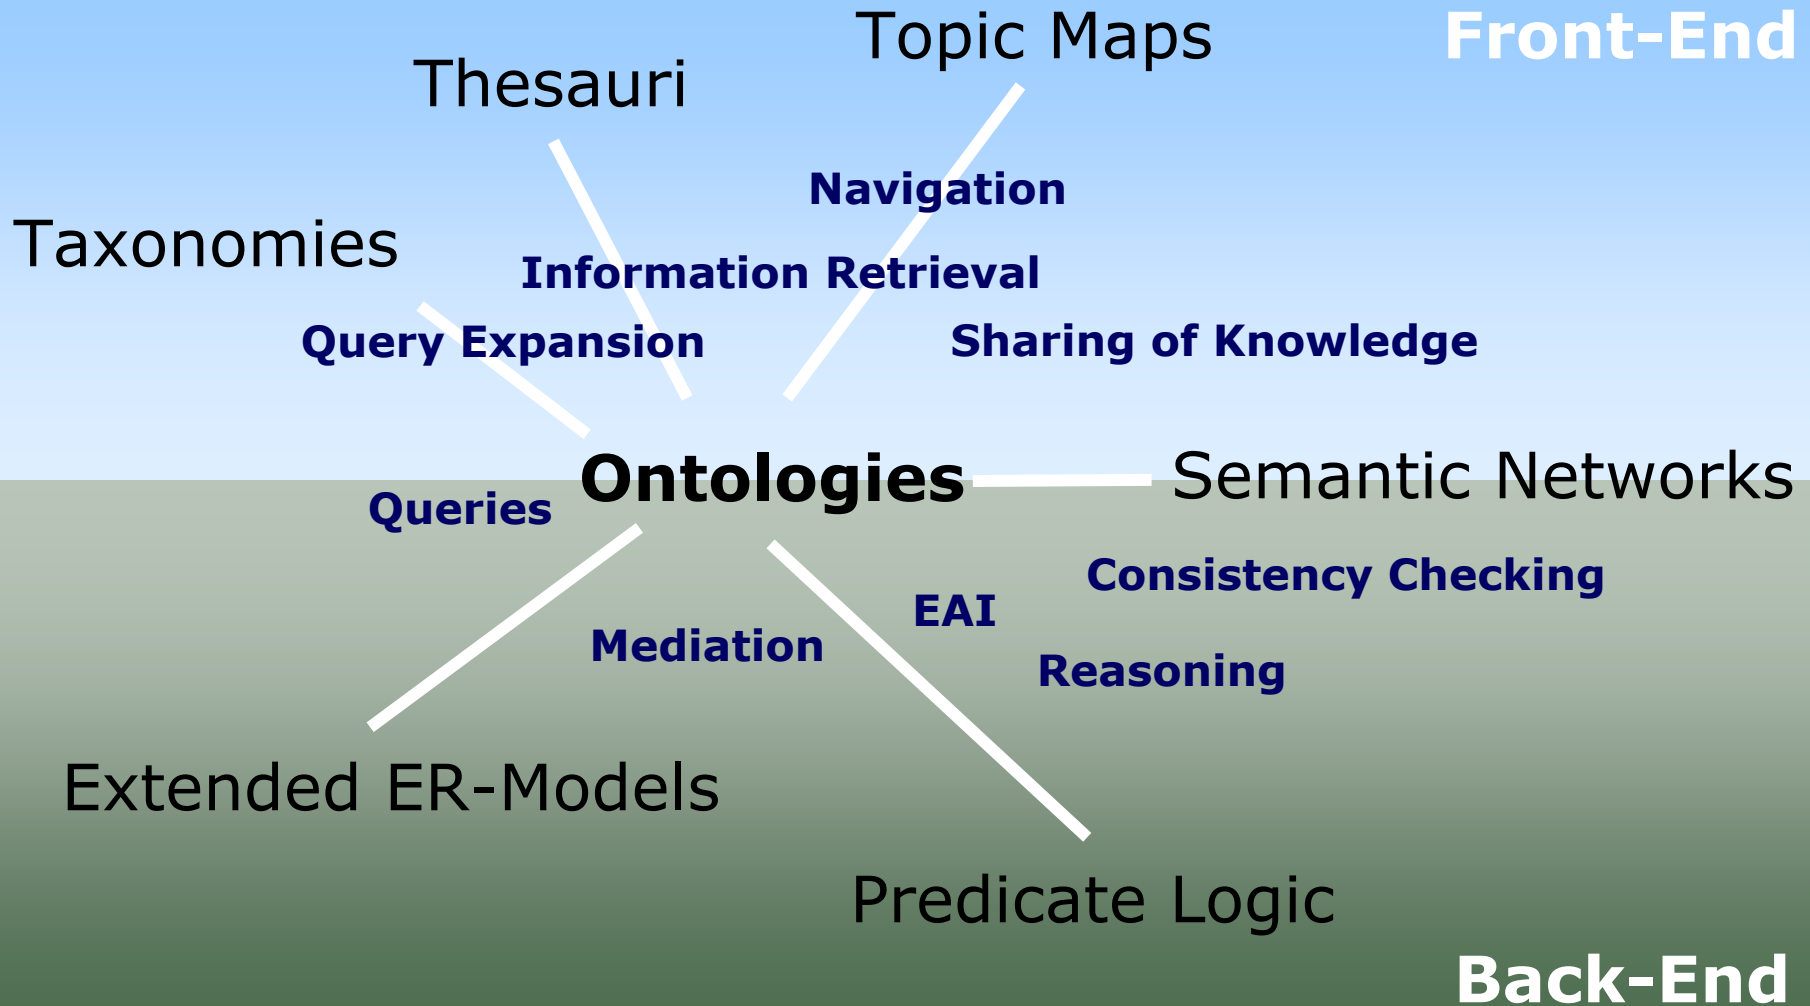 Topic Maps
Front-End
Thesauri
Navigation
Taxonomies
Information Retrieval
Query Expansion
Sharing of Knowledge
Ontologies
Semantic Networks
Queries
Consistency Checking
EAI
Mediation
Reasoning
Extended ER-Models
Predicate Logic
Back-End